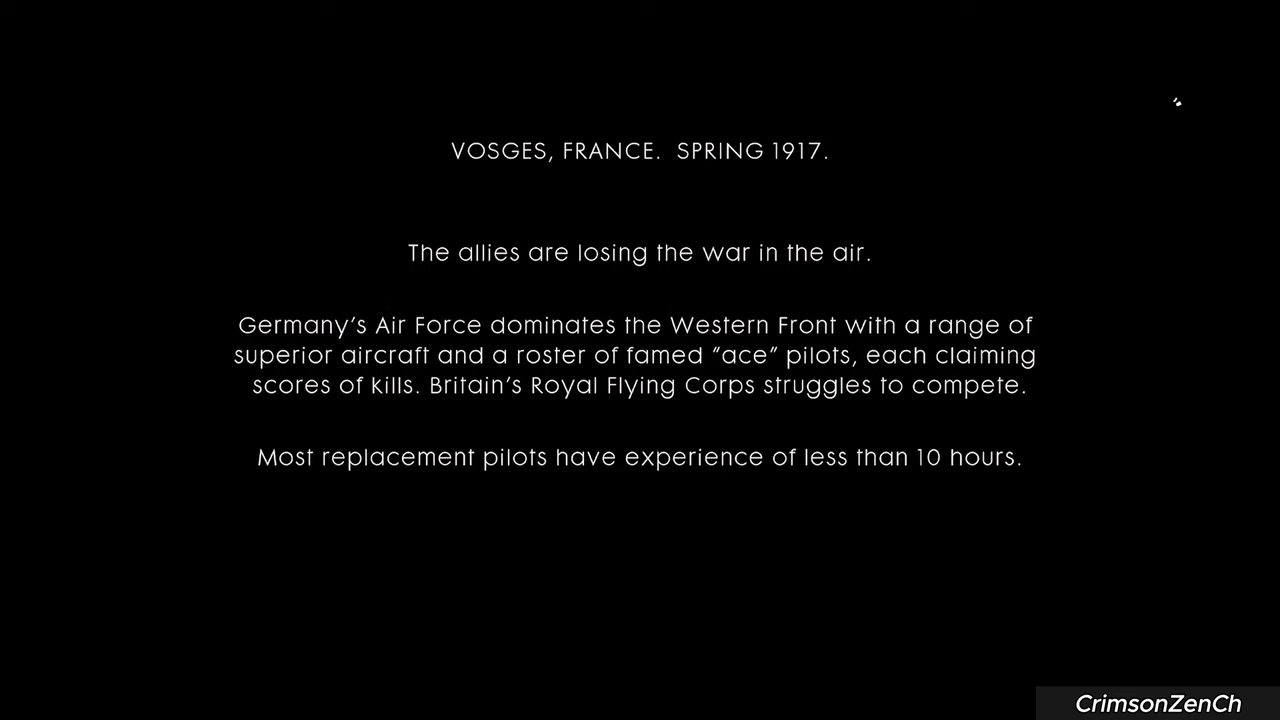 VOSGES, FRANCE. SPRING 1917.
The allies are losing the war in the air.
Germany’s Air Force dominates the Western Front with a range of
superior aircraft and a roster of famed “ace” pilots, each claiming
scores of kills. Britain’s Royal Flying Corps struggles to compete.
Most replacement pilots have experience of less than 10 hours.
CrimsonZenCh